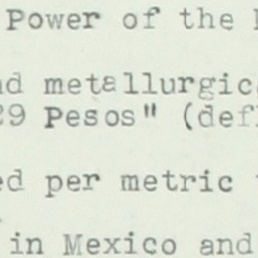 Power of the
metallurgic
29 Pesos" (def
ed per metric
in Mexico and